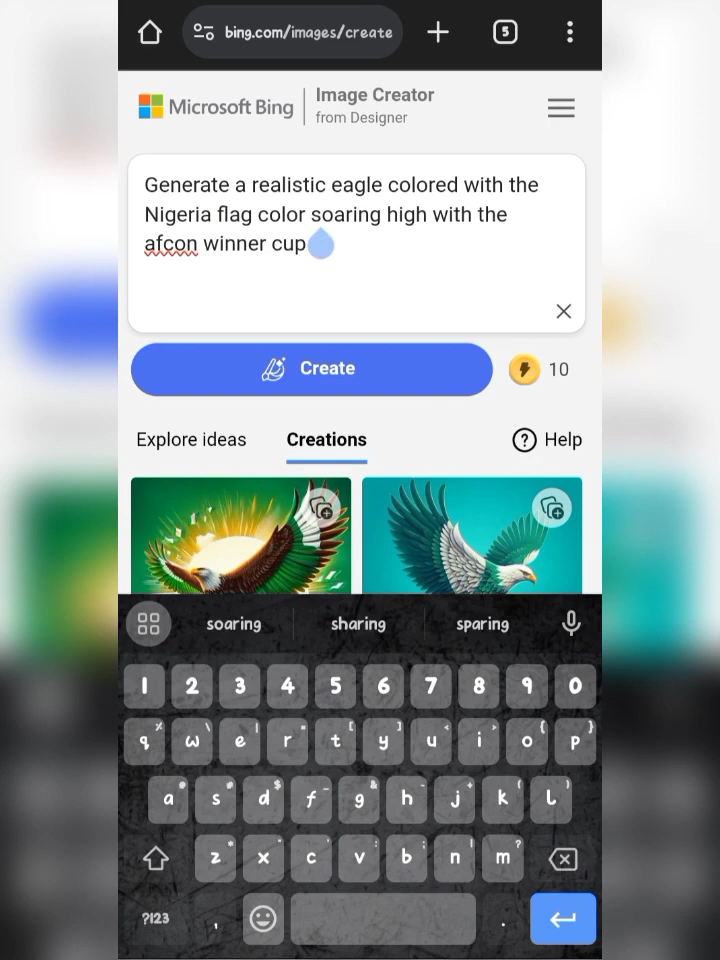 bing.com/images/create
5
Microsoft Bing
Image Creator
from Designer
Generate a realistic eagle colored with the
Nigeria flag color soaring high with the
afcon winner cup
Create
10
Explore ideas
Creations
Help
soaring
sharing
sparing
1 2 3 4 5 6 7 8 9 0
q w e r t y u i o p
a s d f g h j k l
z x c v b n m
?123 , .